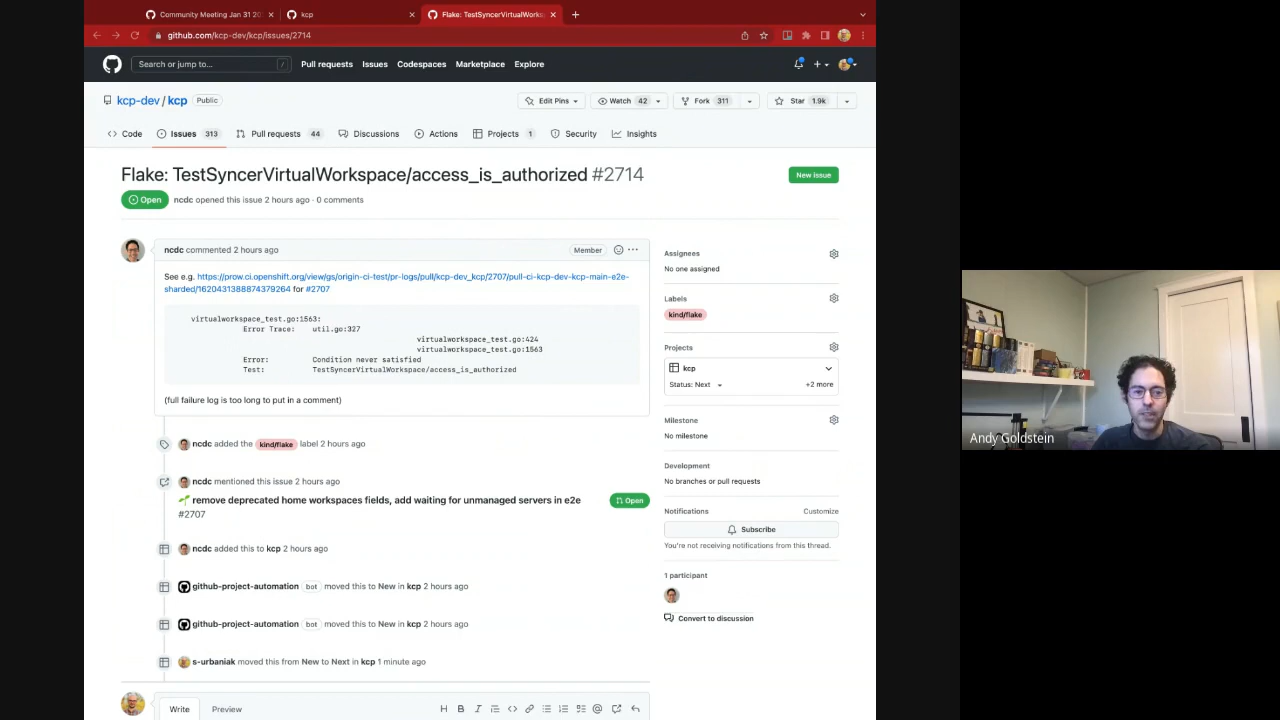 Community Meeting Jan 31 20
kcp
Flake: TestSyncerVirtualWorks
github.com/kcp-dev/kcp/issues/2714
Search or jump to...
/
Pull requests
Issues
Codespaces
Marketplace
Explore
kcp-dev / kcp
Public
Edit Pins
Watch 42
Fork 311
Star 1.9k
Code
Issues 313
Pull requests 44
Discussions
Actions
Projects 1
Security
Insights
Flake: TestSyncerVirtualWorkspace/access_is_authorized #2714
New issue
Open
ncdc opened this issue 2 hours ago · 0 comments
ncdc commented 2 hours ago
Member
See e.g. https://prow.ci.openshift.org/view/gs/origin-ci-test/pr-logs/pull/kcp-dev_kcp/2707/pull-ci-kcp-dev-kcp-main-e2e-
sharded/1620431388874379264 for #2707
virtualworkspace_test.go:1563:
Error Trace: util.go:327
virtualworkspace_test.go:424
virtualworkspace_test.go:1563
Error: Condition never satisfied
Test: TestSyncerVirtualWorkspace/access_is_authorized
(full failure log is too long to put in a comment)
ncdc added the kind/flake label 2 hours ago
ncdc mentioned this issue 2 hours ago
remove deprecated home workspaces fields, add waiting for unmanaged servers in e2e
#2707
Open
ncdc added this to kcp 2 hours ago
github-project-automation bot moved this to New in kcp 2 hours ago
github-project-automation bot moved this to New in kcp 2 hours ago
s-urbaniak moved this from New to Next in kcp 1 minute ago
Write
Preview
H B I
Assignees
No one assigned
Labels
kind/flake
Projects
kcp
Status: Next
+2 more
Milestone
No milestone
Development
No branches or pull requests
Notifications
Customize
Subscribe
You're not receiving notifications from this thread.
1 participant
Convert to discussion
Andy Goldstein